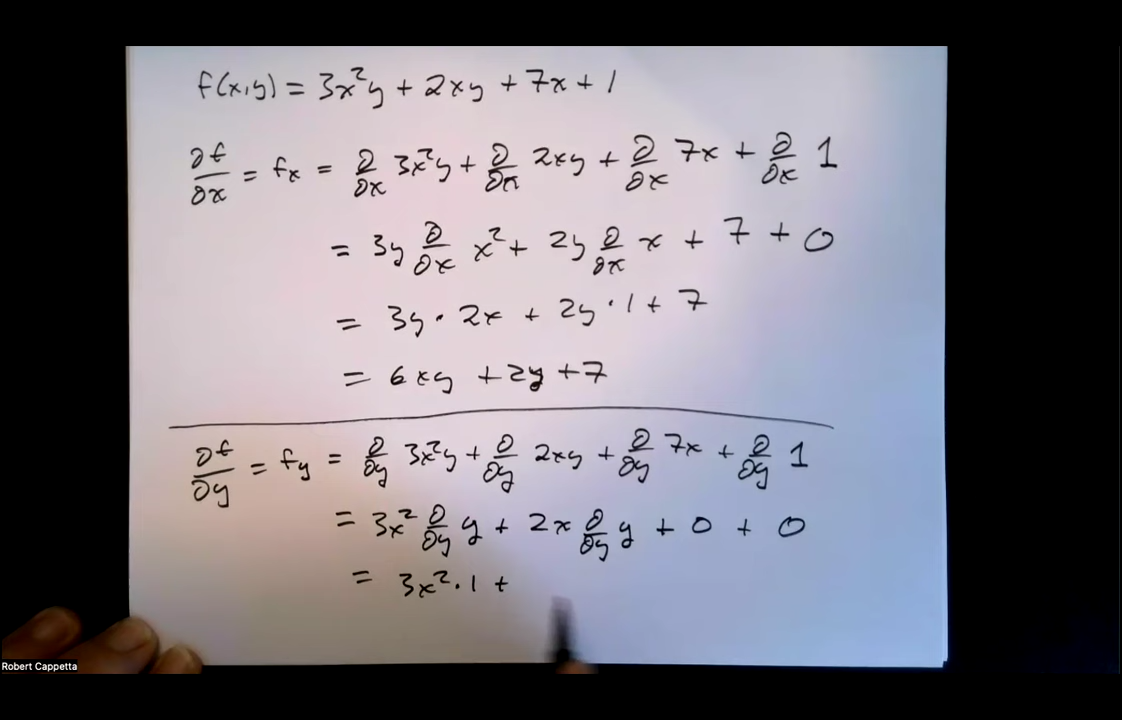 f(x,y) = 3x²y + 2xy + 7x + 1
∂f/∂x = fx = ∂/∂x 3x²y + ∂/∂x 2xy + ∂/∂x 7x + ∂/∂x 1
= 3y ∂/∂x x² + 2y ∂/∂x x + 7 + 0
= 3y · 2x + 2y · 1 + 7
= 6xy + 2y + 7
∂f/∂y = fy = ∂/∂y 3x²y + ∂/∂y 2xy + ∂/∂y 7x + ∂/∂y 1
= 3x² ∂/∂y y + 2x ∂/∂y y + 0 + 0
= 3x² · 1 +
Robert Cappetta